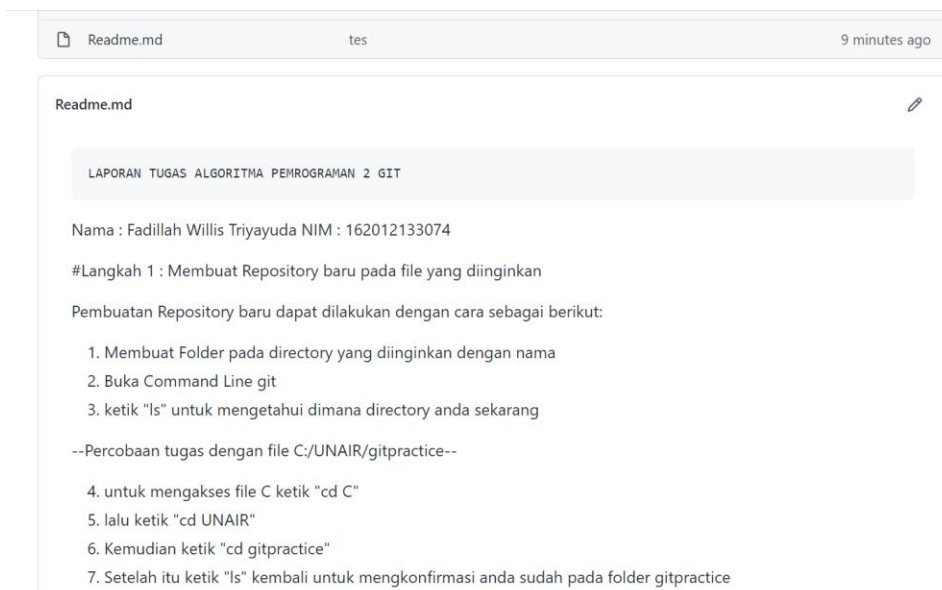 Readme.md tes 9 minutes ago
Readme.md
LAPORAN TUGAS ALGORITMA PEMROGRAMAN 2 GIT
Nama : Fadillah Willis Triyayuda NIM : 162012133074
#Langkah 1 : Membuat Repository baru pada file yang diinginkan
Pembuatan Repository baru dapat dilakukan dengan cara sebagai berikut:
1. Membuat Folder pada directory yang diinginkan dengan nama
2. Buka Command Line git
3. ketik "ls" untuk mengetahui dimana directory anda sekarang
--Percobaan tugas dengan file C:/UNAIR/gitpractice--
4. untuk mengakses file C ketik "cd C"
5. lalu ketik "cd UNAIR"
6. Kemudian ketik "cd gitpractice"
7. Setelah itu ketik "ls" kembali untuk mengkonfirmasi anda sudah pada folder gitpractice